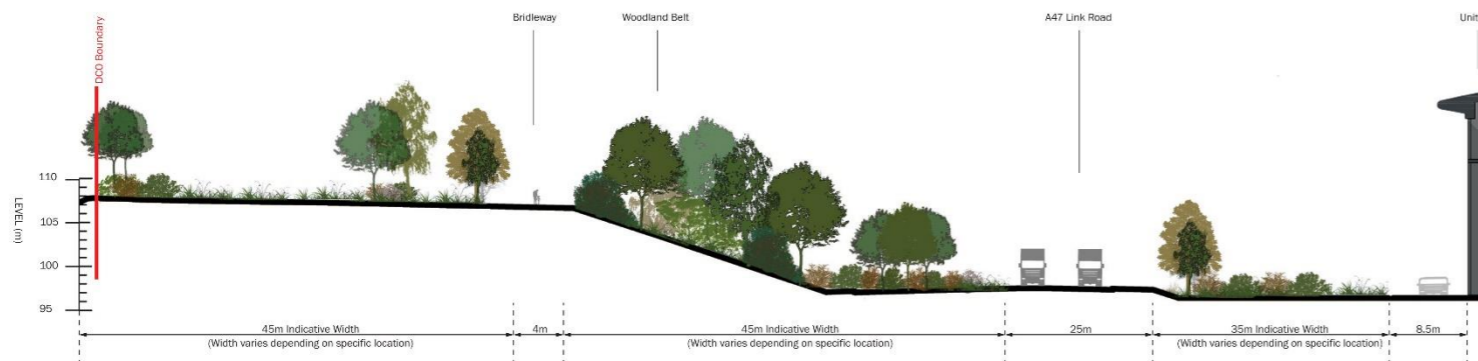 DCO Boundary
Bridleway
Woodland Belt
A47 Link Road
Unit
LEVEL (m)
110
105
100
95
45m Indicative Width
(Width varies depending on specific location)
4m
45m Indicative Width
(Width varies depending on specific location)
25m
35m Indicative Width
(Width varies depending on specific location)
8.5m